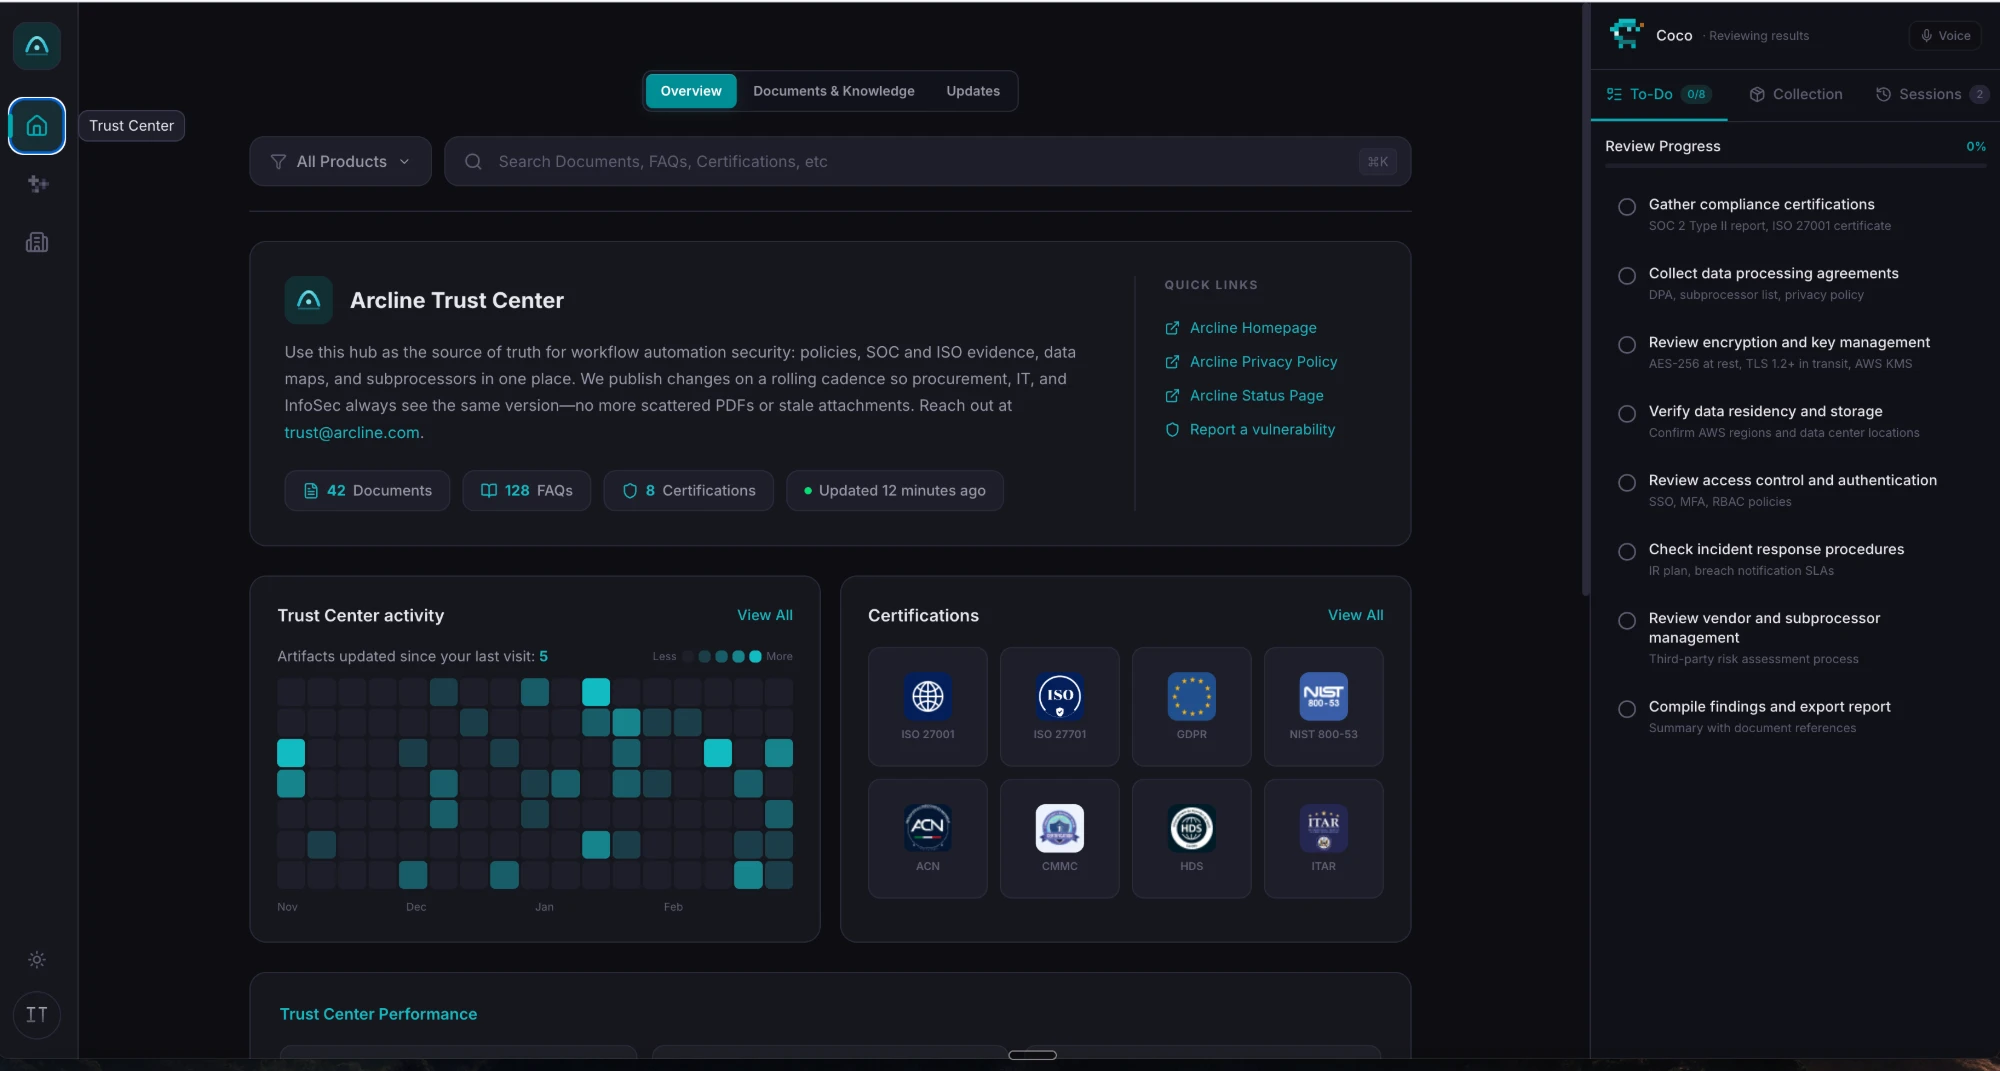 Trust Center
Overview
Documents & Knowledge
Updates
All Products
Search Documents, FAQs, Certifications, etc
⌘K
Arcline Trust Center
Use this hub as the source of truth for workflow automation security: policies, SOC and ISO evidence, data
maps, and subprocessors in one place. We publish changes on a rolling cadence so procurement, IT, and
InfoSec always see the same version—no more scattered PDFs or stale attachments. Reach out at
trust@arcline.com.
42 Documents
128 FAQs
8 Certifications
Updated 12 minutes ago
QUICK LINKS
Arcline Homepage
Arcline Privacy Policy
Arcline Status Page
Report a vulnerability
Trust Center activity
View All
Artifacts updated since your last visit: 5
Less
More
Nov
Dec
Jan
Feb
Certifications
View All
ISO 27001
ISO
ISO 27701
GDPR
NIST
800-53
NIST 800-53
ACN
ACN
CMMC
HDS
HDS
ITAR
ITAR
Trust Center Performance
IT
Coco · Reviewing results
Voice
To-Do 0/8
Collection
Sessions 2
Review Progress
0%
Gather compliance certifications
SOC 2 Type II report, ISO 27001 certificate
Collect data processing agreements
DPA, subprocessor list, privacy policy
Review encryption and key management
AES-256 at rest, TLS 1.2+ in transit, AWS KMS
Verify data residency and storage
Confirm AWS regions and data center locations
Review access control and authentication
SSO, MFA, RBAC policies
Check incident response procedures
IR plan, breach notification SLAs
Review vendor and subprocessor
management
Third-party risk assessment process
Compile findings and export report
Summary with document references